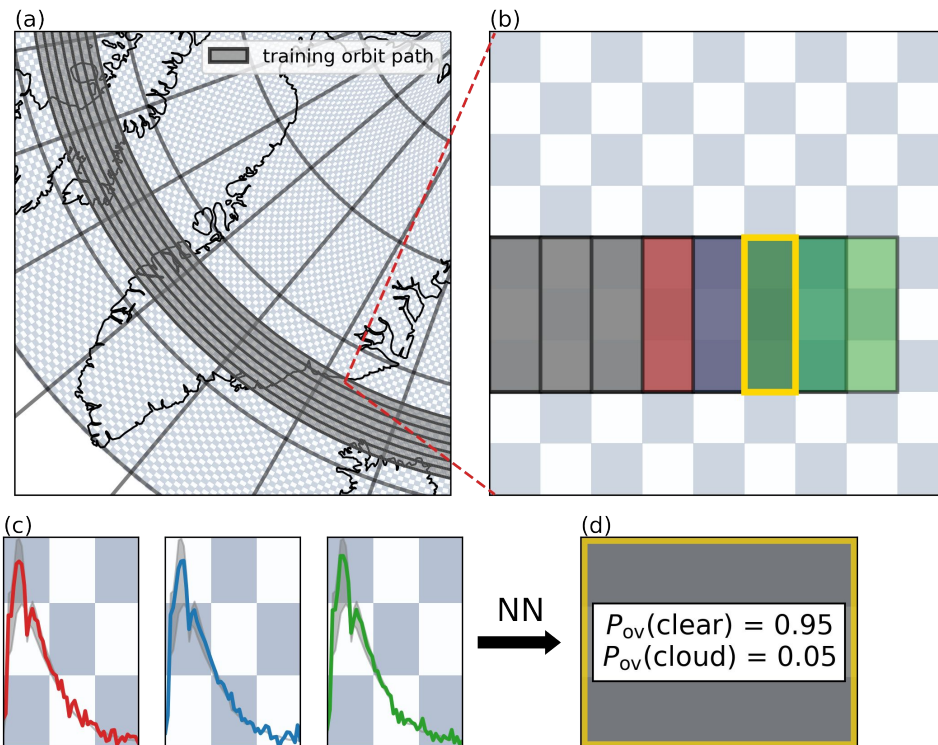 (a)
training orbit path
(b)
(c)
NN
(d)
P_ov(clear) = 0.95
P_ov(cloud) = 0.05